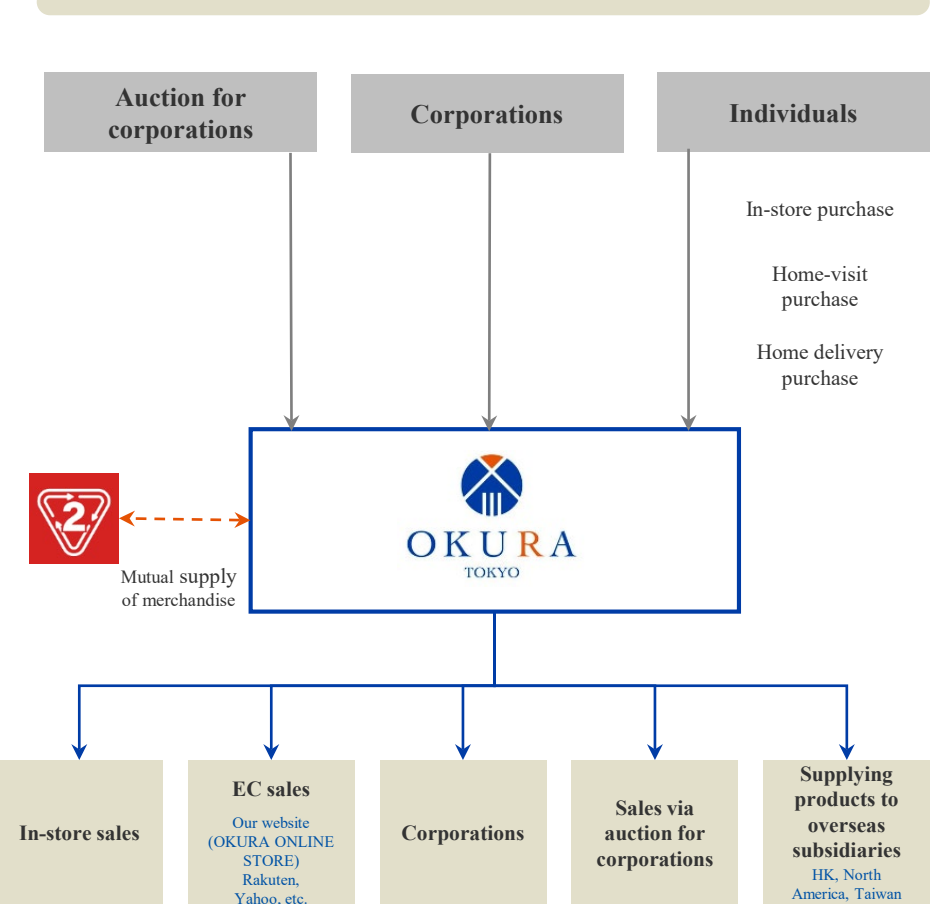 Auction for
corporations
Corporations
Individuals
In-store purchase
Home-visit
purchase
Home delivery
purchase
2
OKURA
TOKYO
Mutual supply
of merchandise
In-store sales
EC sales
Our website
(OKURA ONLINE
STORE)
Rakuten,
Yahoo, etc.
Corporations
Sales via
auction for
corporations
Supplying
products to
overseas
subsidiaries
HK, North
America, Taiwan